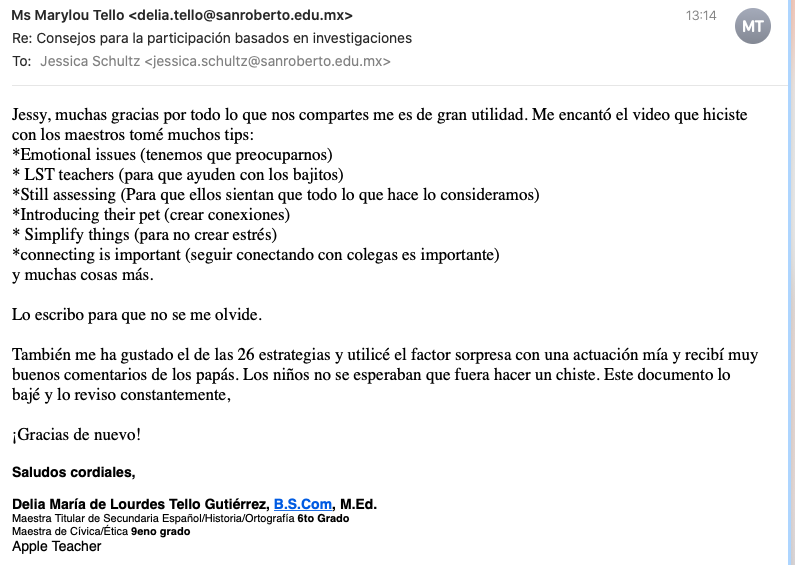 Ms Marylou Tello <delia.tello@sanroberto.edu.mx>
13:14
MT
Re: Consejos para la participación basados en investigaciones
To: Jessica Schultz <jessica.schultz@sanroberto.edu.mx>
Jessy, muchas gracias por todo lo que nos compartes me es de gran utilidad. Me encantó el video que hiciste
con los maestros tomé muchos tips:
*Emotional issues (tenemos que preocuparnos)
* LST teachers (para que ayuden con los bajitos)
*Still assessing (Para que ellos sientan que todo lo que hace lo consideramos)
*Introducing their pet (crear conexiones)
* Simplify things (para no crear estrés)
*connecting is important (seguir conectando con colegas es importante)
y muchas cosas más.
Lo escribo para que no se me olvide.
También me ha gustado el de las 26 estrategias y utilicé el factor sorpresa con una actuación mía y recibí muy
buenos comentarios de los papás. Los niños no se esperaban que fuera hacer un chiste. Este documento lo
bajé y lo reviso constantemente,
¡Gracias de nuevo!
Saludos cordiales,
Delia María de Lourdes Tello Gutiérrez, B.S.Com, M.Ed.
Maestra Titular de Secundaria Español/Historia/Ortografía 6to Grado
Maestra de Cívica/Ética 9eno grado
Apple Teacher